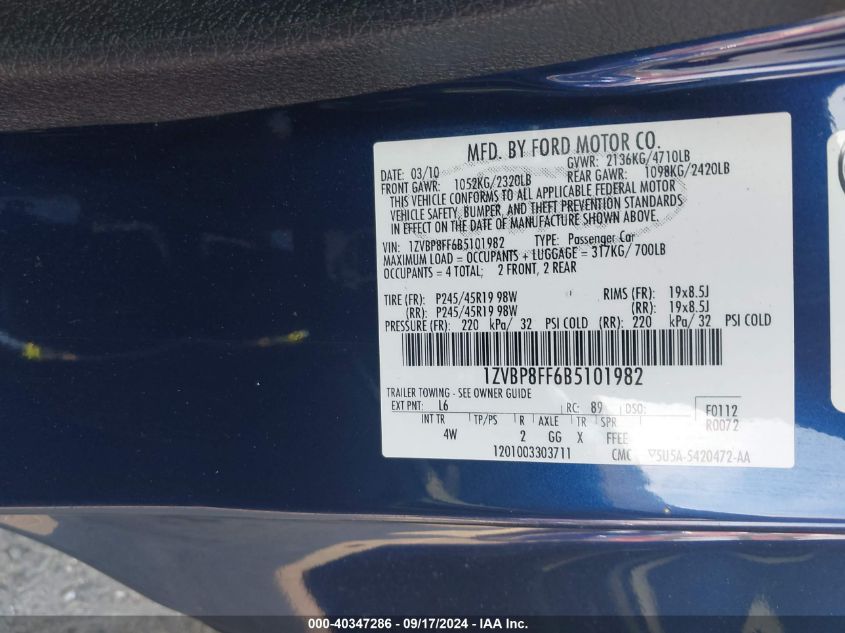 MFD. BY FORD MOTOR CO.
DATE: 03/10 GVWR: 2136KG/4710LB
FRONT GAWR: 1052KG/2320LB REAR GAWR: 1098KG/2420LB
THIS VEHICLE CONFORMS TO ALL APPLICABLE FEDERAL MOTOR
VEHICLE SAFETY, BUMPER, AND THEFT PREVENTION STANDARDS
IN EFFECT ON THE DATE OF MANUFACTURE SHOWN ABOVE.
VIN: 1ZVBP8FF6B5101982 TYPE: Passenger Car
MAXIMUM LOAD = OCCUPANTS + LUGGAGE = 317KG/ 700LB
OCCUPANTS = 4 TOTAL; 2 FRONT, 2 REAR
TIRE (FR): P245/45R19 98W RIMS (FR): 19x8.5J
(RR): P245/45R19 98W (RR): 19x8.5J
PRESSURE (FR): 220 kPa/ 32 PSI COLD (RR): 220 kPa/ 32 PSI COLD
1ZVBP8FF6B5101982
TRAILER TOWING - SEE OWNER GUIDE
EXT PNT: L6 RC: 89 DSO: F0112
R0072
INT TR TP/PS R AXLE TR SPR
4W 2 GG X FFEE
1201003303711 CMC ▽5U5A-5420472-AA
000-40347286 - 09/17/2024 - IAA Inc.